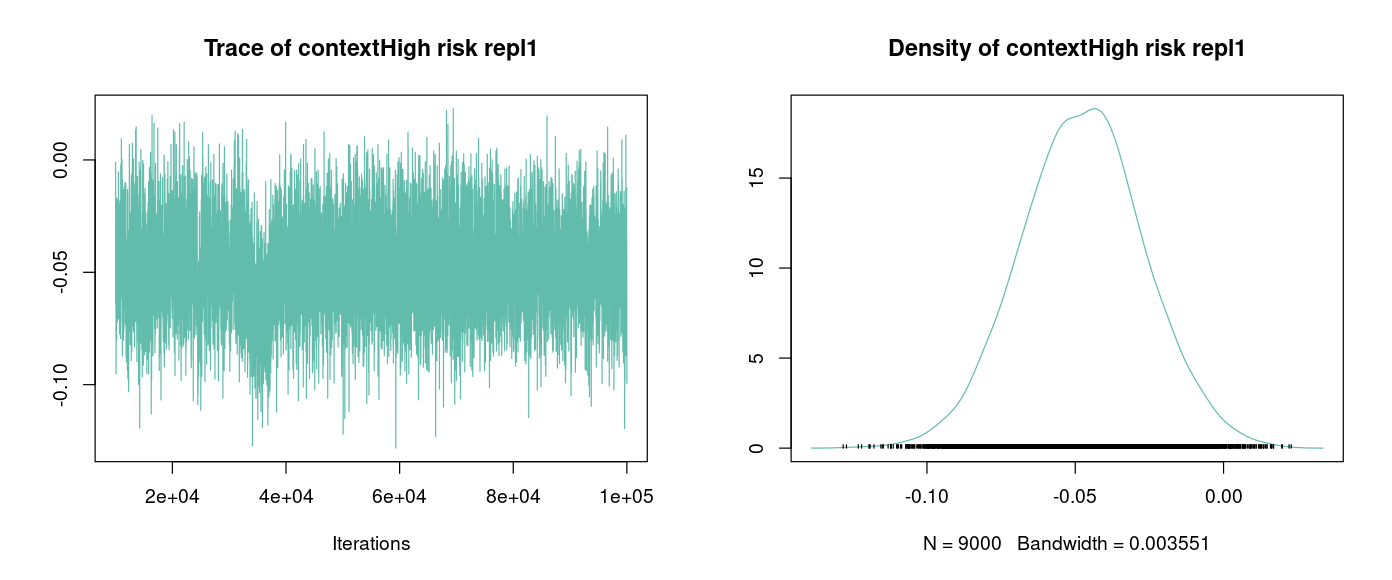 Trace of contextHigh risk repl1
0.00
-0.05
-0.10
2e+04 4e+04 6e+04 8e+04 1e+05
Iterations
Density of contextHigh risk repl1
15
10
5
0
-0.10 -0.05 0.00
N = 9000 Bandwidth = 0.003551